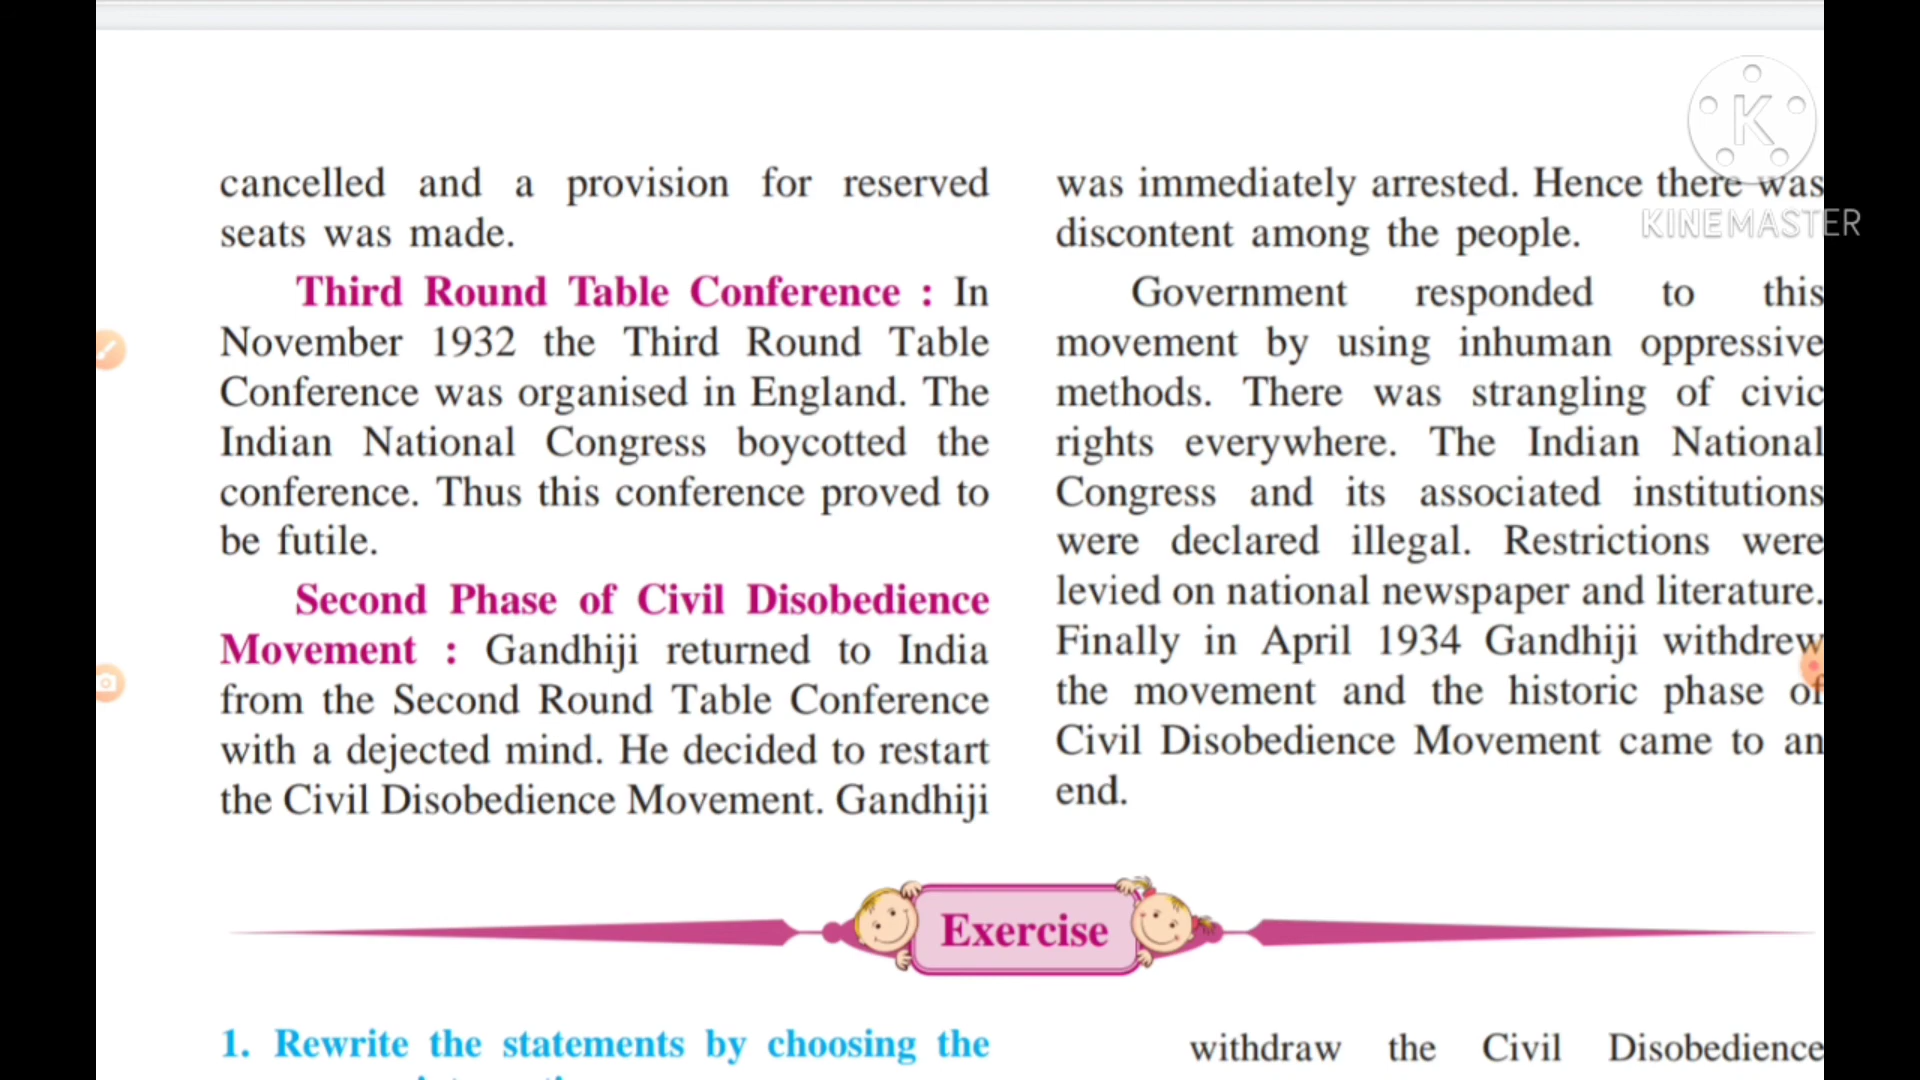 cancelled and a provision for reserved
seats was made.
Third Round Table Conference : In
November 1932 the Third Round Table
Conference was organised in England. The
Indian National Congress boycotted the
conference. Thus this conference proved to
be futile.
Second Phase of Civil Disobedience
Movement : Gandhiji returned to India
from the Second Round Table Conference
with a dejected mind. He decided to restart
the Civil Disobedience Movement. Gandhiji
was immediately arrested. Hence there was
discontent among the people.
Government responded to this
movement by using inhuman oppressive
methods. There was strangling of civic
rights everywhere. The Indian National
Congress and its associated institutions
were declared illegal. Restrictions were
levied on national newspaper and literature.
Finally in April 1934 Gandhiji withdrew
the movement and the historic phase of
Civil Disobedience Movement came to an
end.
K
KINEMASTER
Exercise
1. Rewrite the statements by choosing the
withdraw the Civil Disobedience